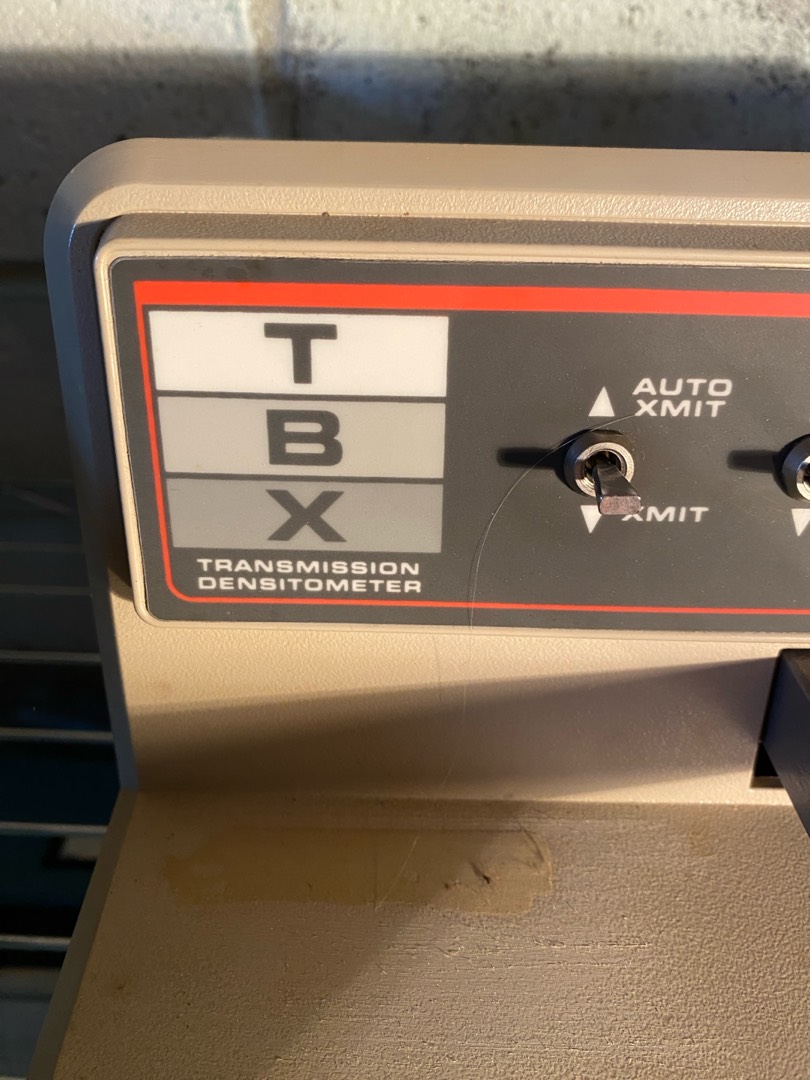 T
B
X
TRANSMISSION
DENSITOMETER
AUTO
XMIT
XMIT